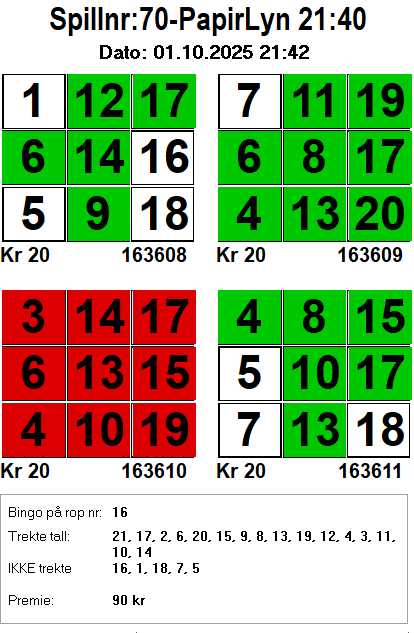 Spillnr:70-PapirLyn 21:40
Dato: 01.10.2025 21:42
1 12 17 7 11 19
6 14 16 6 8 17
5 9 18 4 13 20
Kr 20 163608 Kr 20 163609
3 14 17 4 8 15
6 13 15 5 10 17
4 10 19 7 13 18
Kr 20 163610 Kr 20 163611
Bingo på rop nr: 16
Trekte tall: 21, 17, 2, 6, 20, 15, 9, 8, 13, 19, 12, 4, 3, 11,
10, 14
IKKE trekte 16, 1, 18, 7, 5
Premie: 90 kr